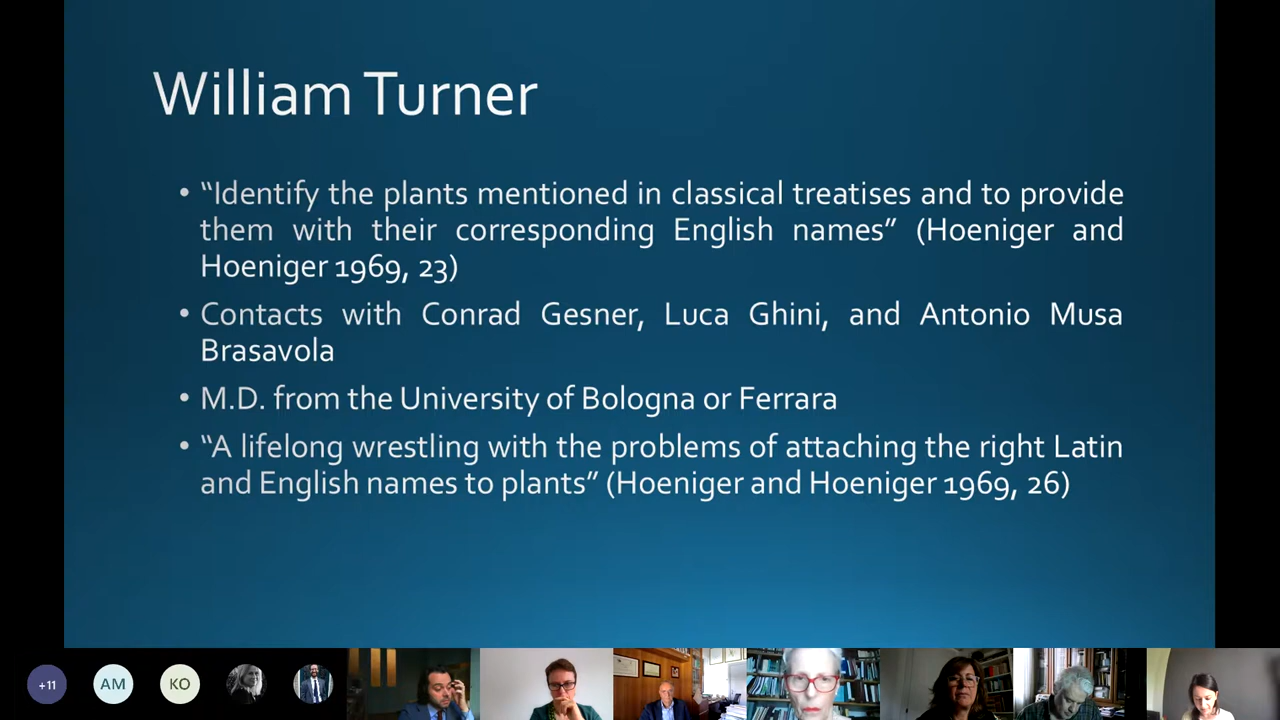 William Turner
• “Identify the plants mentioned in classical treatises and to provide
them with their corresponding English names” (Hoeniger and
Hoeniger 1969, 23)
• Contacts with Conrad Gesner, Luca Ghini, and Antonio Musa
Brasavola
• M.D. from the University of Bologna or Ferrara
• “A lifelong wrestling with the problems of attaching the right Latin
and English names to plants” (Hoeniger and Hoeniger 1969, 26)
+11 AM KO